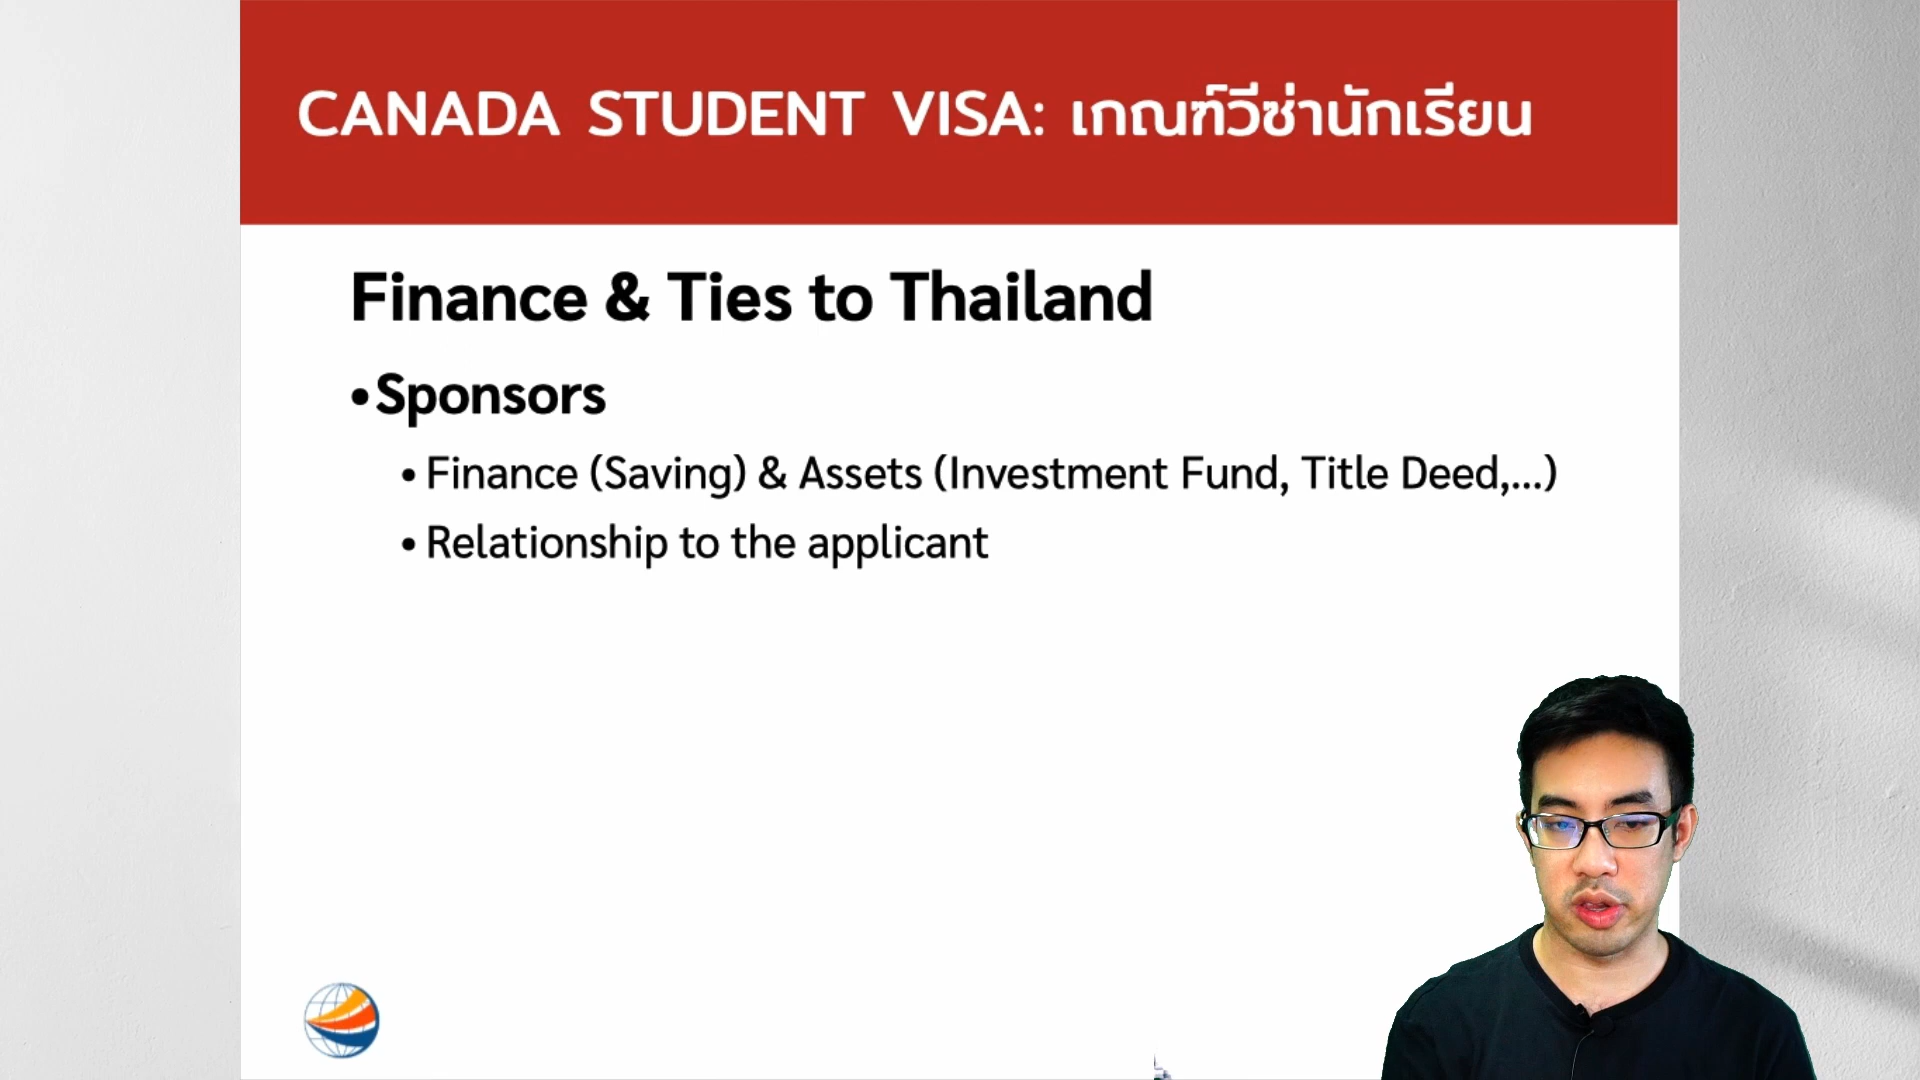 CANADA STUDENT VISA: เกณฑ์วีซ่านักเรียน
Finance & Ties to Thailand
•Sponsors
• Finance (Saving) & Assets (Investment Fund, Title Deed,...)
• Relationship to the applicant